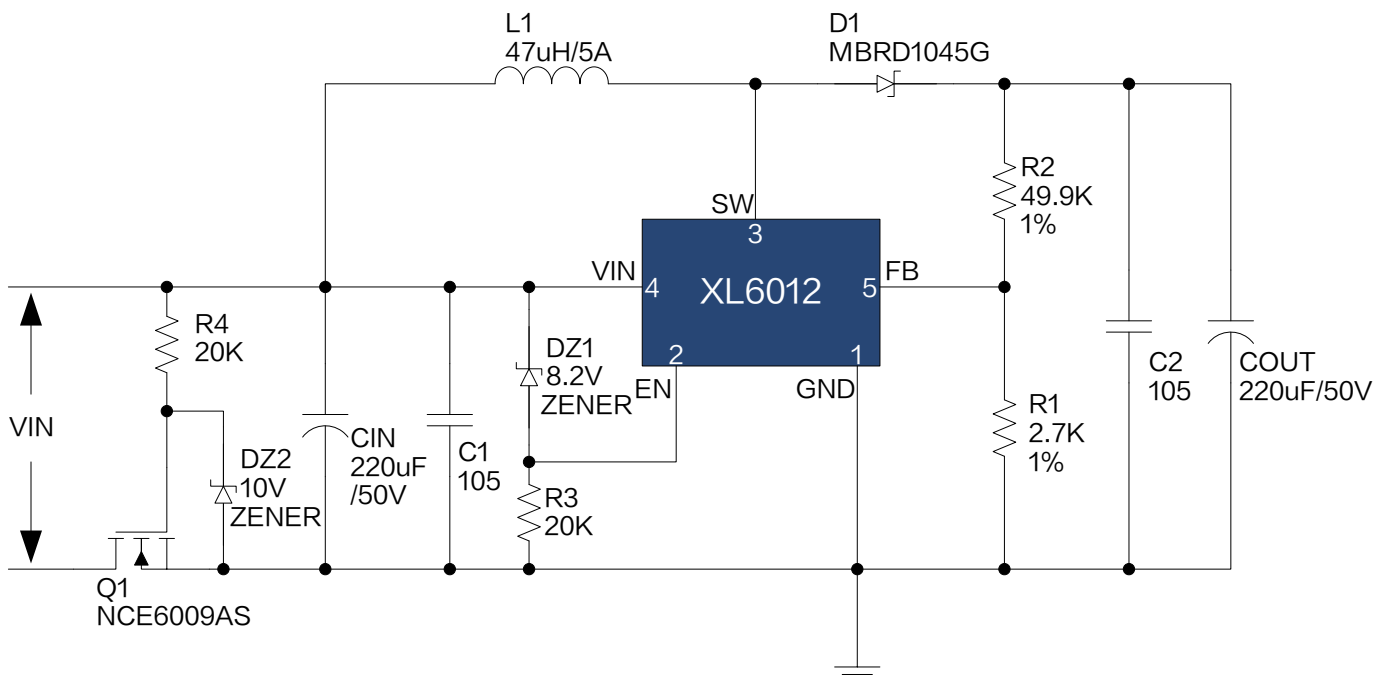 L1
47uH/5A
D1
MBRD1045G
R2
49.9K
1%
SW
3
VIN
4
XL6012
5
FB
2
1
EN
GND
R4
20K
DZ1
8.2V
ZENER
VIN
DZ2
10V
ZENER
CIN
220uF
/50V
C1
105
R3
20K
R1
2.7K
1%
C2
105
COUT
220uF/50V
Q1
NCE6009AS